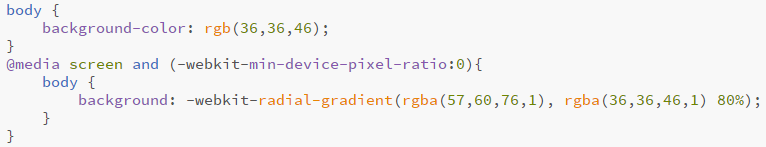 body {
    background-color: rgb(36,36,46);
}
@media screen and (-webkit-min-device-pixel-ratio:0){
    body {
        background: -webkit-radial-gradient(rgba(57,60,76,1), rgba(36,36,46,1) 80%);
    }
}